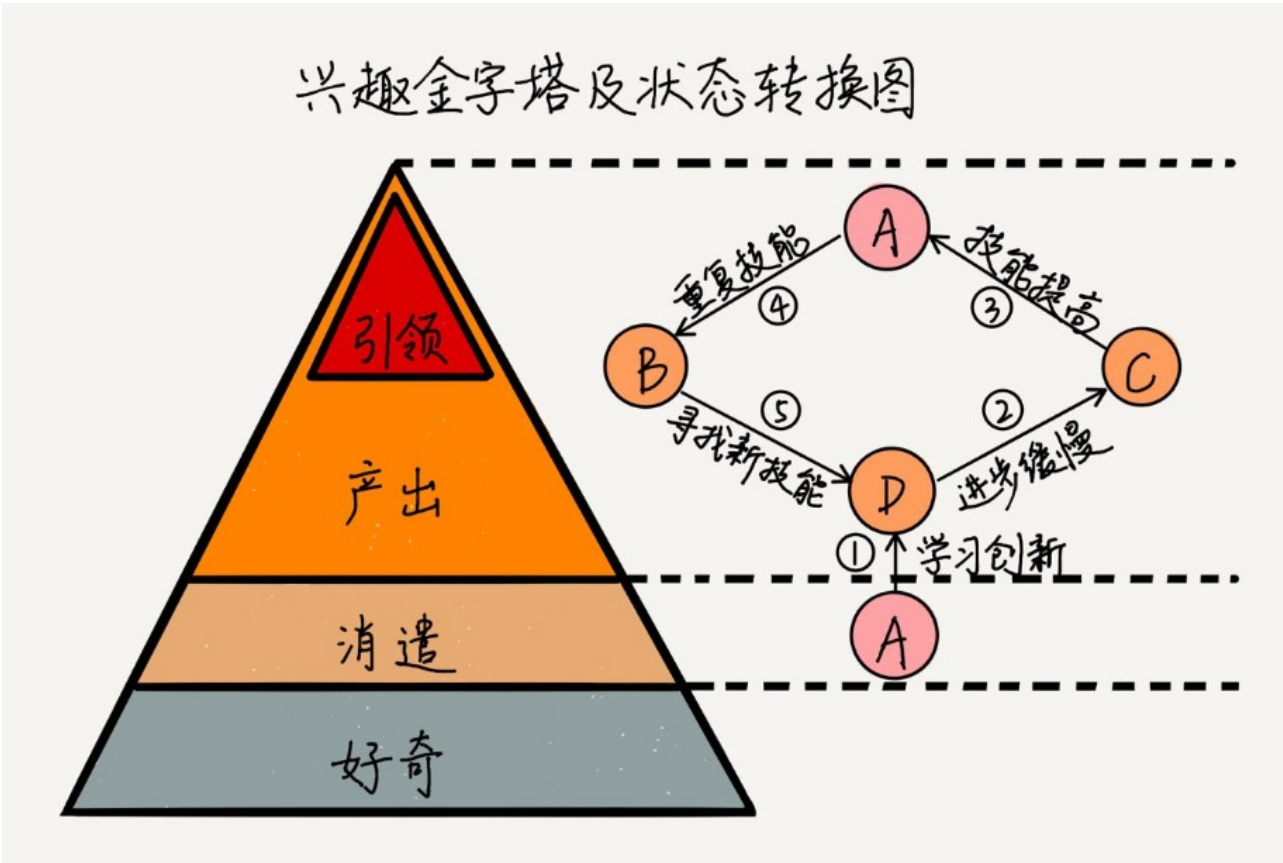 兴趣金字塔及状态转换图
引领
产出
消遣
好奇
A
重复技能
④
技能提高
③
B
C
⑤
寻找新技能
②
进步缓慢
D
①
学习创新
A